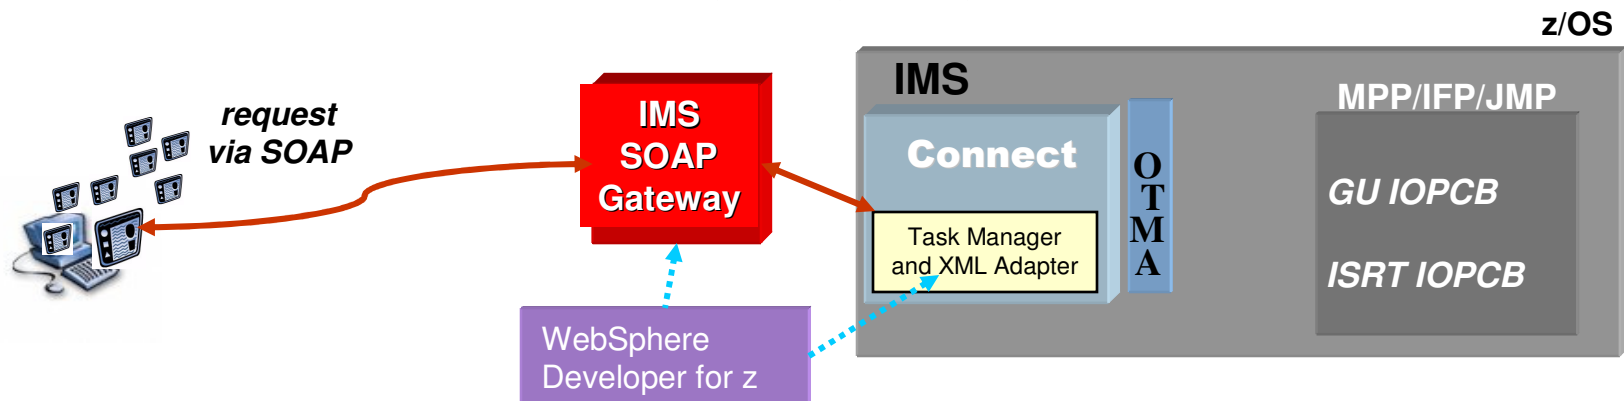 z/OS
request
via SOAP
IMS
SOAP
Gateway
IMS
Connect
Task Manager
and XML Adapter
OTMA
MPP/IFP/JMP
GU IOPCB
ISRT IOPCB
WebSphere
Developer for z